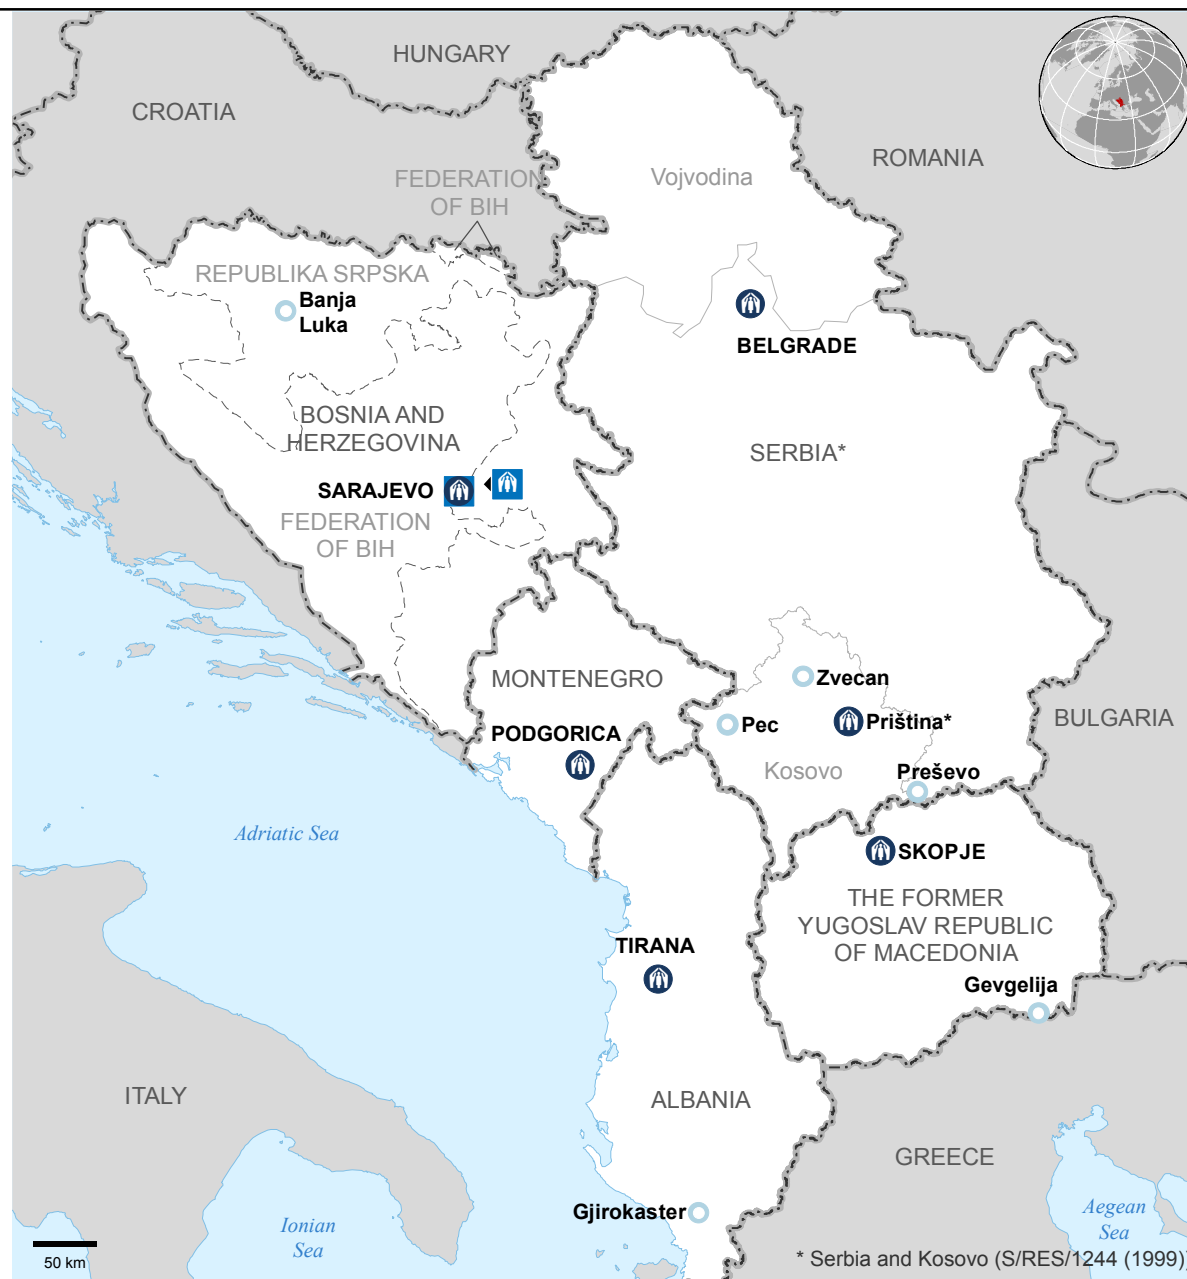 HUNGARY
CROATIA
ROMANIA
Vojvodina
FEDERATION
OF BIH
REPUBLIKA SRPSKA
Banja
Luka
BELGRADE
BOSNIA AND
HERZEGOVINA
SERBIA*
SARAJEVO
FEDERATION
OF BIH
MONTENEGRO
Zvecan
PODGORICA
Pec
Priština*
BULGARIA
Kosovo
Preševo
Adriatic Sea
SKOPJE
THE FORMER
YUGOSLAV REPUBLIC
OF MACEDONIA
TIRANA
Gevgelija
ITALY
ALBANIA
GREECE
Gjirokaster
Ionian
Sea
Aegean
Sea
50 km
* Serbia and Kosovo (S/RES/1244 (1999))